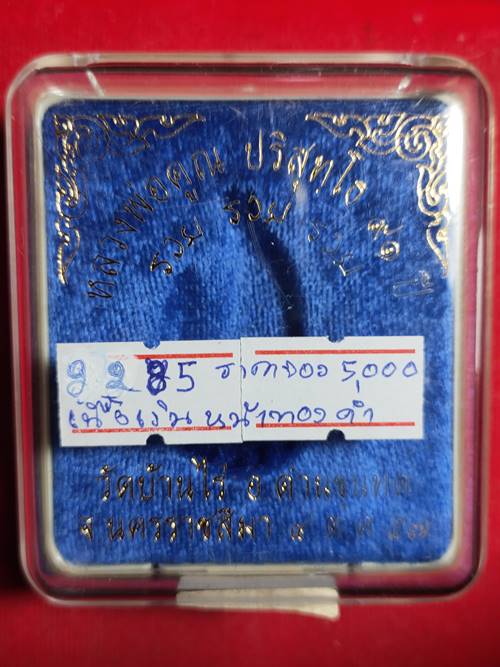 หลวงพ่อคูณ ปริสุทโธ
รวย รวย รวย
9285 ราคาจอง 5,000
เนื้อเงิน หน้าทองคำ
วัดบ้านไร่ อ.ด่านขุนทด
จ.นครราชสีมา